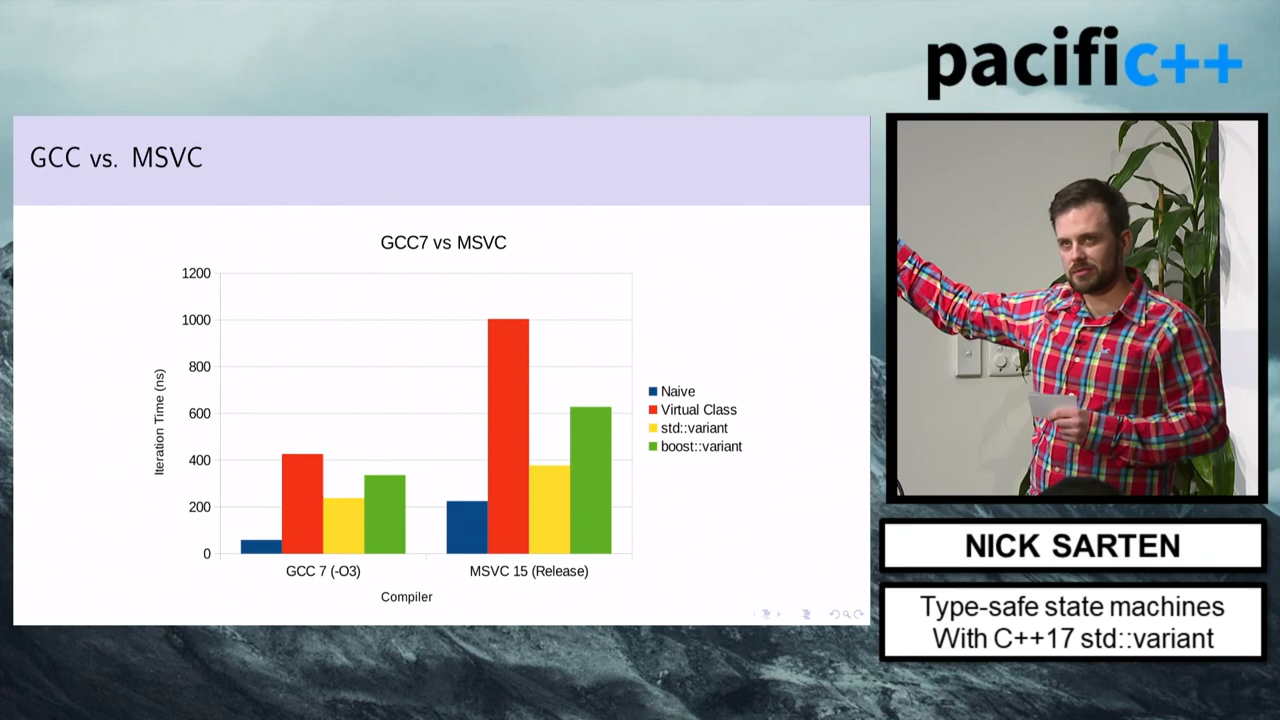 pacific++
GCC vs. MSVC
GCC7 vs MSVC
Iteration Time (ns)
1200
1000
800
600
400
200
0
GCC 7 (-O3)
MSVC 15 (Release)
Compiler
Naive
Virtual Class
std::variant
boost::variant
NICK SARTEN
Type-safe state machines
With C++17 std::variant